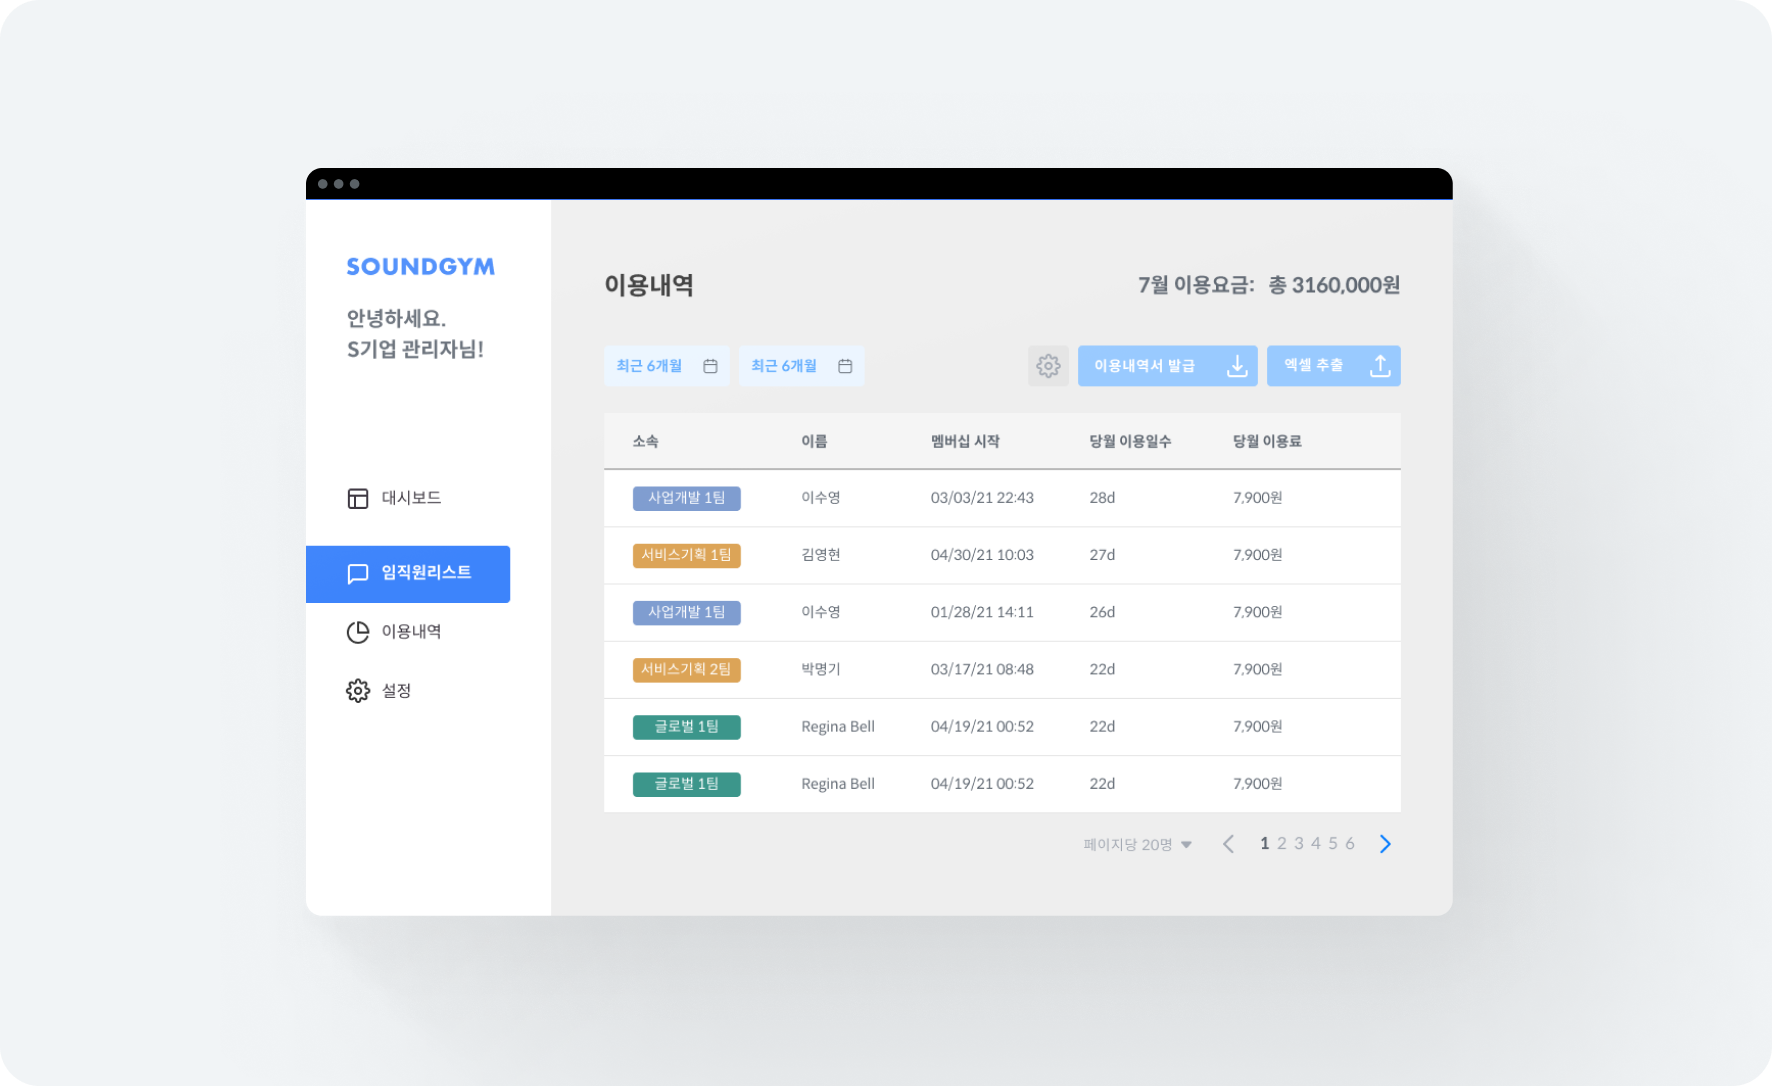 SOUNDGYM
안녕하세요.
S기업 관리자님!
대시보드
임직원리스트
이용내역
설정
이용내역
7월 이용요금: 총 3160,000원
최근 6개월 최근 6개월 이용내역서 발급 엑셀 추출
소속 이름 멤버십 시작 당월 이용일수 당월 이용료
사업개발 1팀 이수영 03/03/21 22:43 28d 7,900원
서비스기획 1팀 김영현 04/30/21 10:03 27d 7,900원
사업개발 1팀 이수영 01/28/21 14:11 26d 7,900원
서비스기획 2팀 박명기 03/17/21 08:48 22d 7,900원
글로벌 1팀 Regina Bell 04/19/21 00:52 22d 7,900원
글로벌 1팀 Regina Bell 04/19/21 00:52 22d 7,900원
페이지당 20명 1 2 3 4 5 6